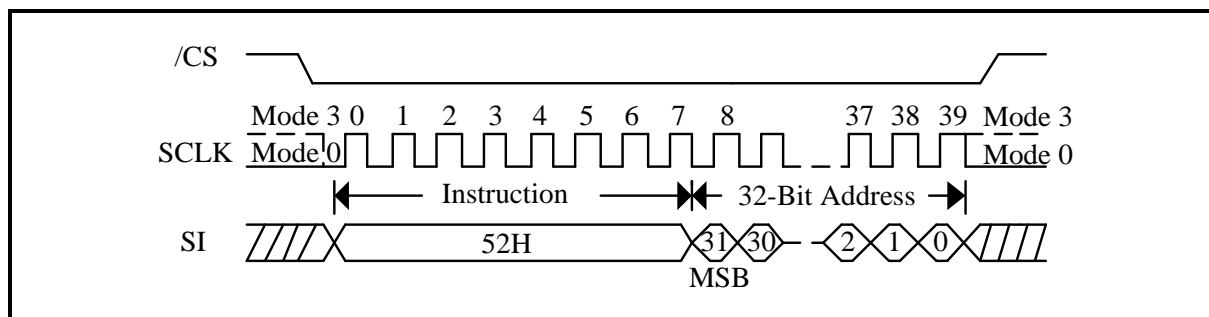 /CS
Mode 3 0 1 2 3 4 5 6 7 8 37 38 39 Mode 3
SCLK Mode 0 Mode 0
Instruction 32-Bit Address
SI 52H 31 30 2 1 0
MSB